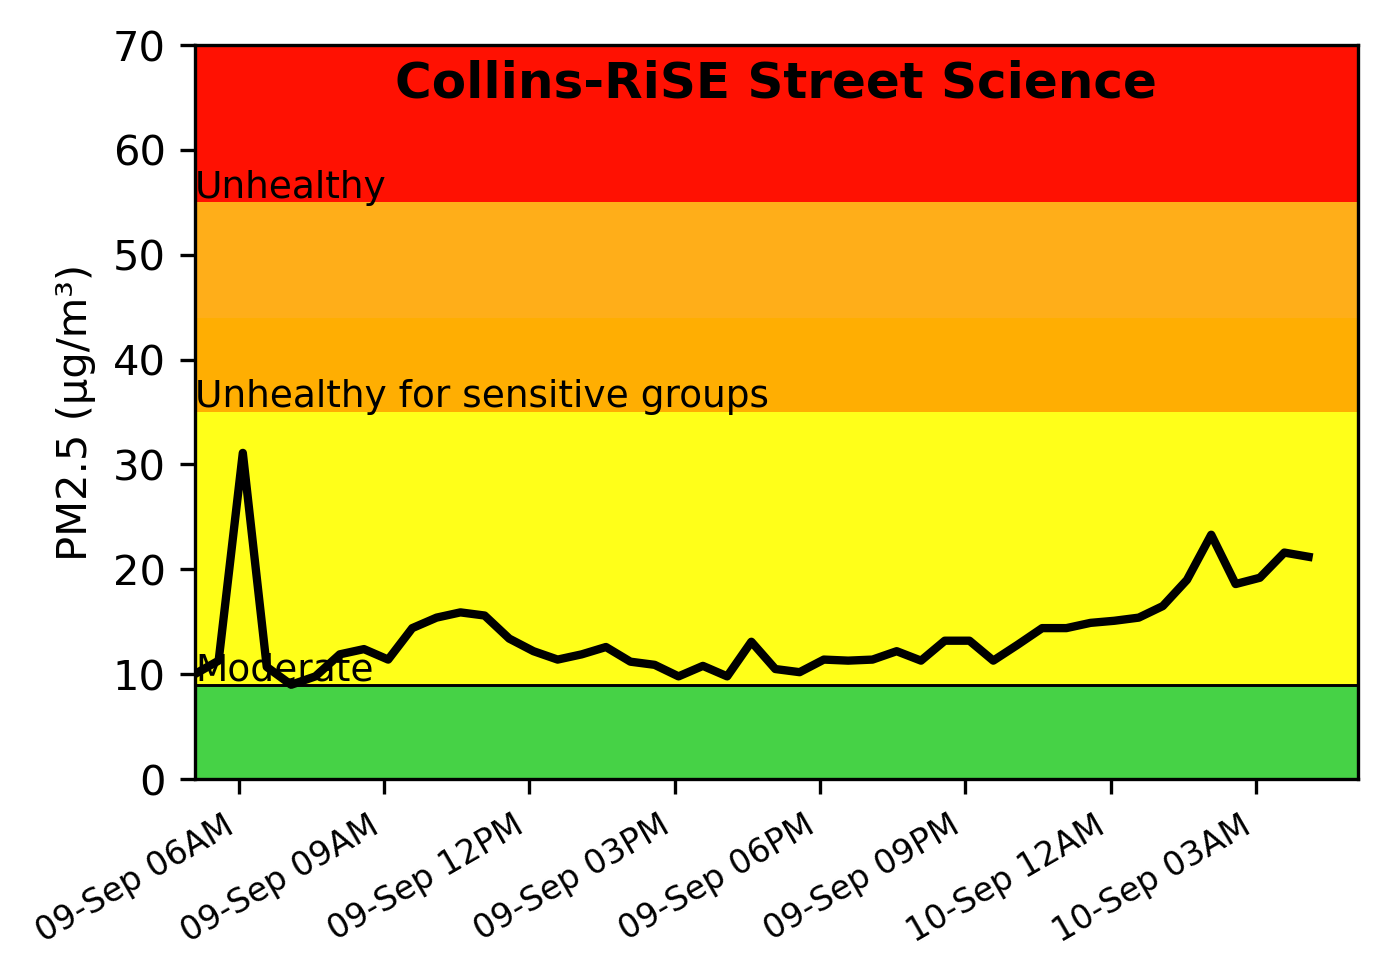 Collins-RiSE Street Science
70
60
Unhealthy
50
40
Unhealthy for sensitive groups
30
20
Moderate
10
0
PM2.5 (µg/m³)
09-Sep 06AM
09-Sep 09AM
09-Sep 12PM
09-Sep 03PM
09-Sep 06PM
09-Sep 09PM
10-Sep 12AM
10-Sep 03AM